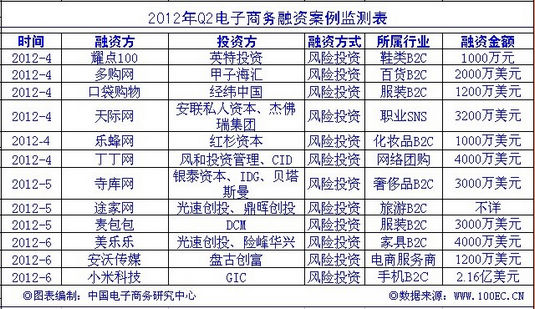 2012年Q2电子商务融资案例监测表
时间 融资方 投资方 融资方式 所属行业 融资金额
2012-4 耀点100 英特投资 风险投资 鞋类B2C 1000万元
2012-4 多购网 甲子海汇 风险投资 百货B2C 2000万美元
2012-4 口袋购物 经纬中国 风险投资 服装B2C 1200万美元
2012-4 天际网 安联私人资本、杰佛瑞集团 风险投资 职业SNS 3200万美元
2012-4 乐蜂网 红杉资本 风险投资 化妆品B2C 1000万美元
2012-4 丁丁网 风和投资管理、CID 风险投资 网络团购 4000万美元
2012-5 寺库网 银泰资本、IDG、贝塔斯曼 风险投资 奢侈品B2C 3000万美元
2012-5 途家网 光速创投、鼎晖创投 风险投资 旅游B2C 不详
2012-5 麦包包 DCM 风险投资 服装B2C 3000万美元
2012-6 美乐乐 光速创投、险峰华兴 风险投资 家具B2C 4000万美元
2012-6 安沃传媒 盘古创富 风险投资 电商服务商 1200万美元
2012-6 小米科技 GIC 风险投资 手机B2C 2.16亿美元
◎图表编制：中国电子商务研究中心 ◎数据来源：WWW.100EC.CN